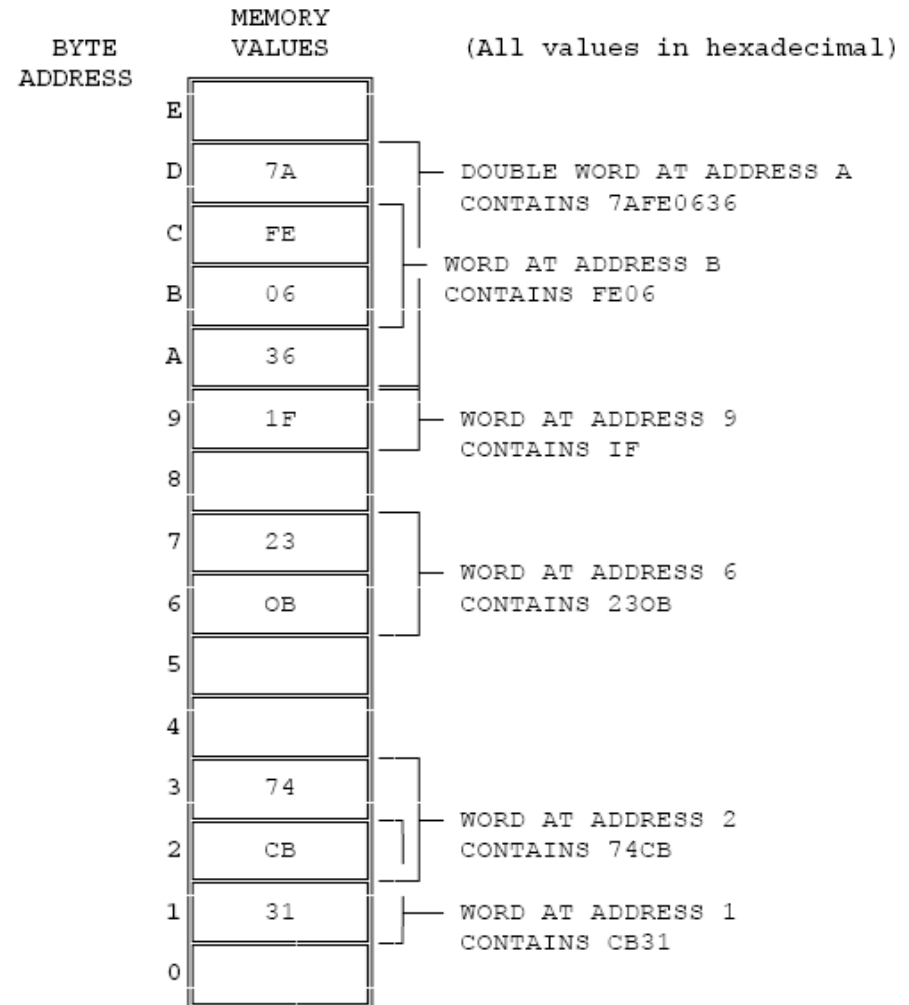 MEMORY
BYTE VALUES (All values in hexadecimal)
ADDRESS
E
D 7A DOUBLE WORD AT ADDRESS A
CONTAINS 7AFE0636
C FE
WORD AT ADDRESS B
B 06 CONTAINS FE06
A 36
9 1F WORD AT ADDRESS 9
CONTAINS IF
8
7 23
WORD AT ADDRESS 6
6 OB CONTAINS 23OB
5
4
3 74
WORD AT ADDRESS 2
2 CB CONTAINS 74CB
1 31 WORD AT ADDRESS 1
CONTAINS CB31
0